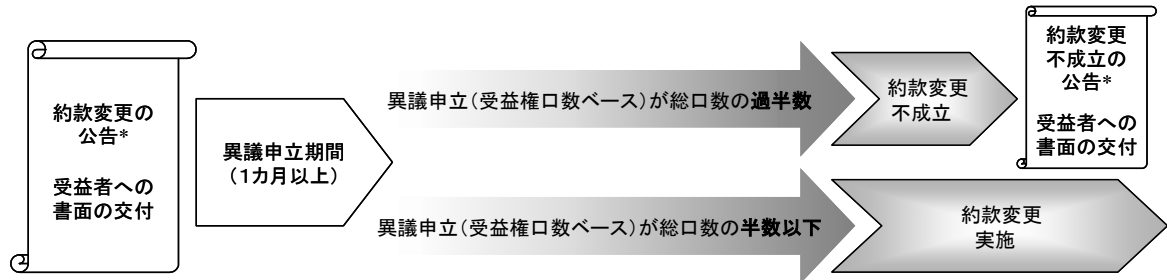 約款変更の
公告*
受益者への
書面の交付
異議申立期間
（1カ月以上）
異議申立（受益権口数ベース）が総口数の過半数
約款変更
不成立
約款変更
不成立の
公告*
受益者への
書面の交付
異議申立（受益権口数ベース）が総口数の半数以下
約款変更
実施